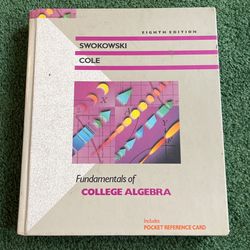 EIGHTH EDITION
SWOKOWSKI
COLE
Fundamentals of
COLLEGE ALGEBRA
Includes
POCKET REFERENCE CARD